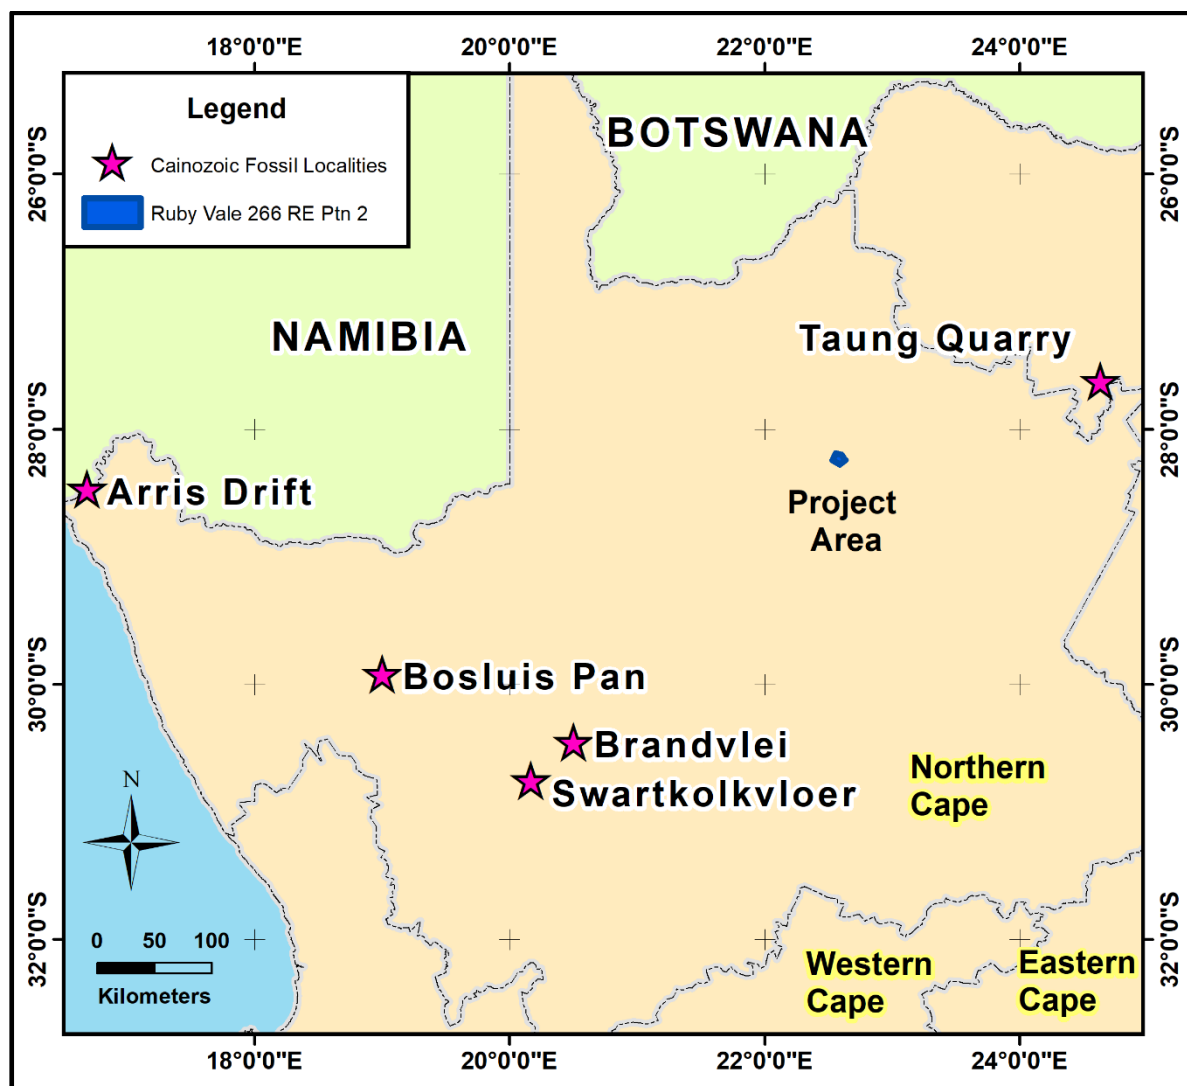 18°0'0"E
20°0'0"E
22°0'0"E
24°0'0"E
Legend
Cainozoic Fossil Localities
Ruby Vale 266 RE Ptn 2
BOTSWANA
26°0'0"S
26°0'0"S
NAMIBIA
Taung Quarry
28°0'0"S
28°0'0"S
Arris Drift
Project
Area
Bosluis Pan
30°0'0"S
30°0'0"S
Brandvlei
Swartkolkvloer
Northern
Cape
N
0 50 100
Kilometers
32°0'0"S
32°0'0"S
Western
Cape
Eastern
Cape
18°0'0"E
20°0'0"E
22°0'0"E
24°0'0"E